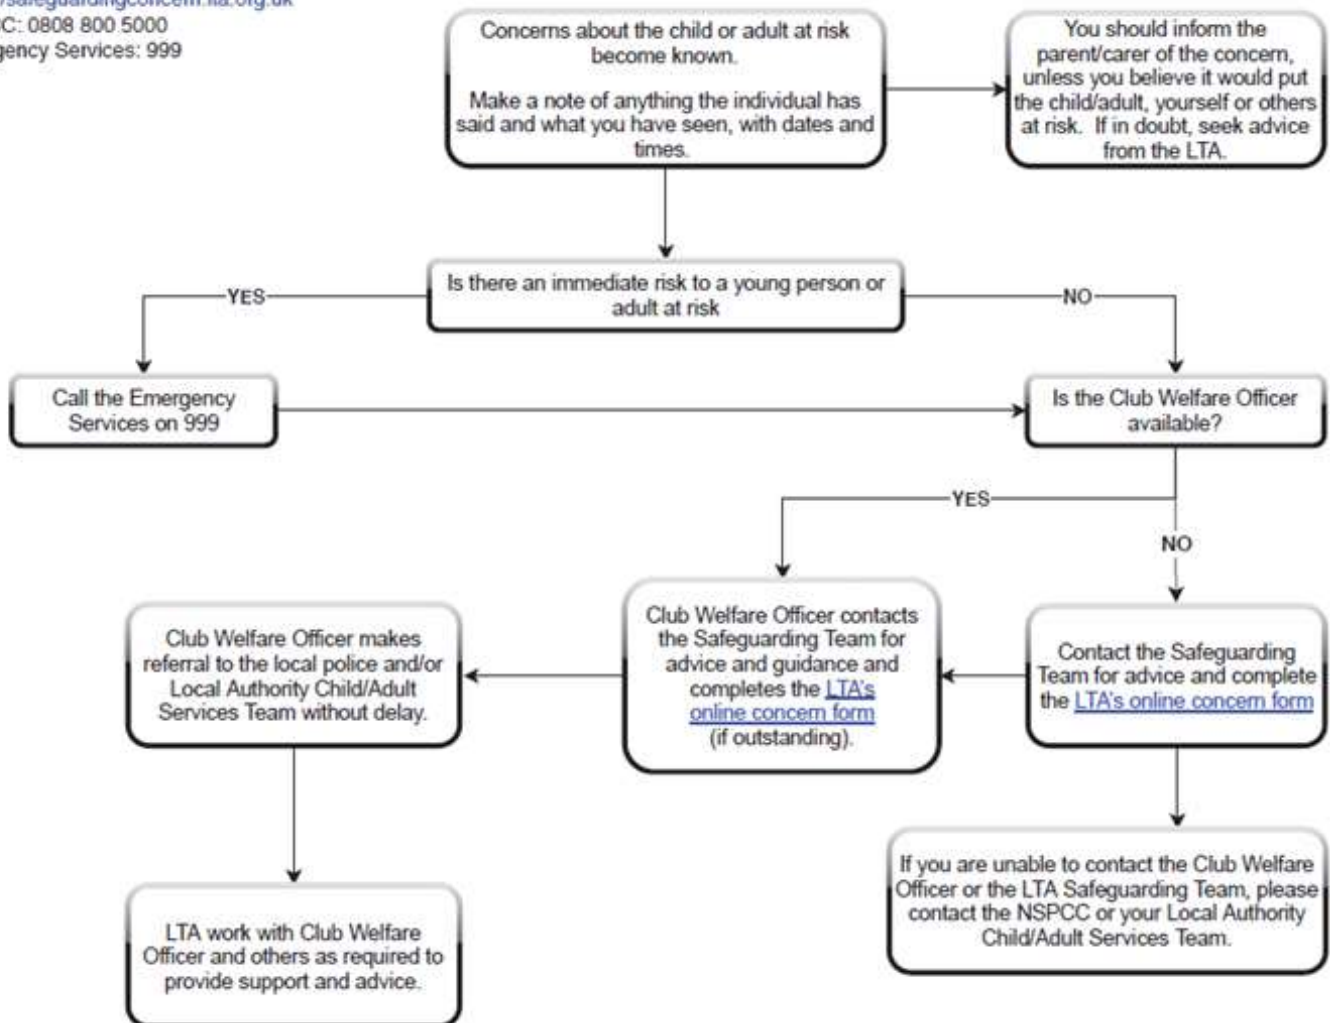 safeguardingconcern.lta.org.uk
C: 0808 800 5000
gency Services: 999
Concerns about the child or adult at risk
become known.
Make a note of anything the individual has
said and what you have seen, with dates and
times.
You should inform the
parent/carer of the concern,
unless you believe it would put
the child/adult, yourself or others
at risk. If in doubt, seek advice
from the LTA.
Is there an immediate risk to a young person or
adult at risk
YES
NO
Call the Emergency
Services on 999
Is the Club Welfare Officer
available?
YES
NO
Club Welfare Officer makes
referral to the local police and/or
Local Authority Child/Adult
Services Team without delay.
Club Welfare Officer contacts
the Safeguarding Team for
advice and guidance and
completes the LTA's
online concern form
(if outstanding).
Contact the Safeguarding
Team for advice and complete
the LTA's online concern form
LTA work with Club Welfare
Officer and others as required to
provide support and advice.
If you are unable to contact the Club Welfare
Officer or the LTA Safeguarding Team, please
contact the NSPCC or your Local Authority
Child/Adult Services Team.